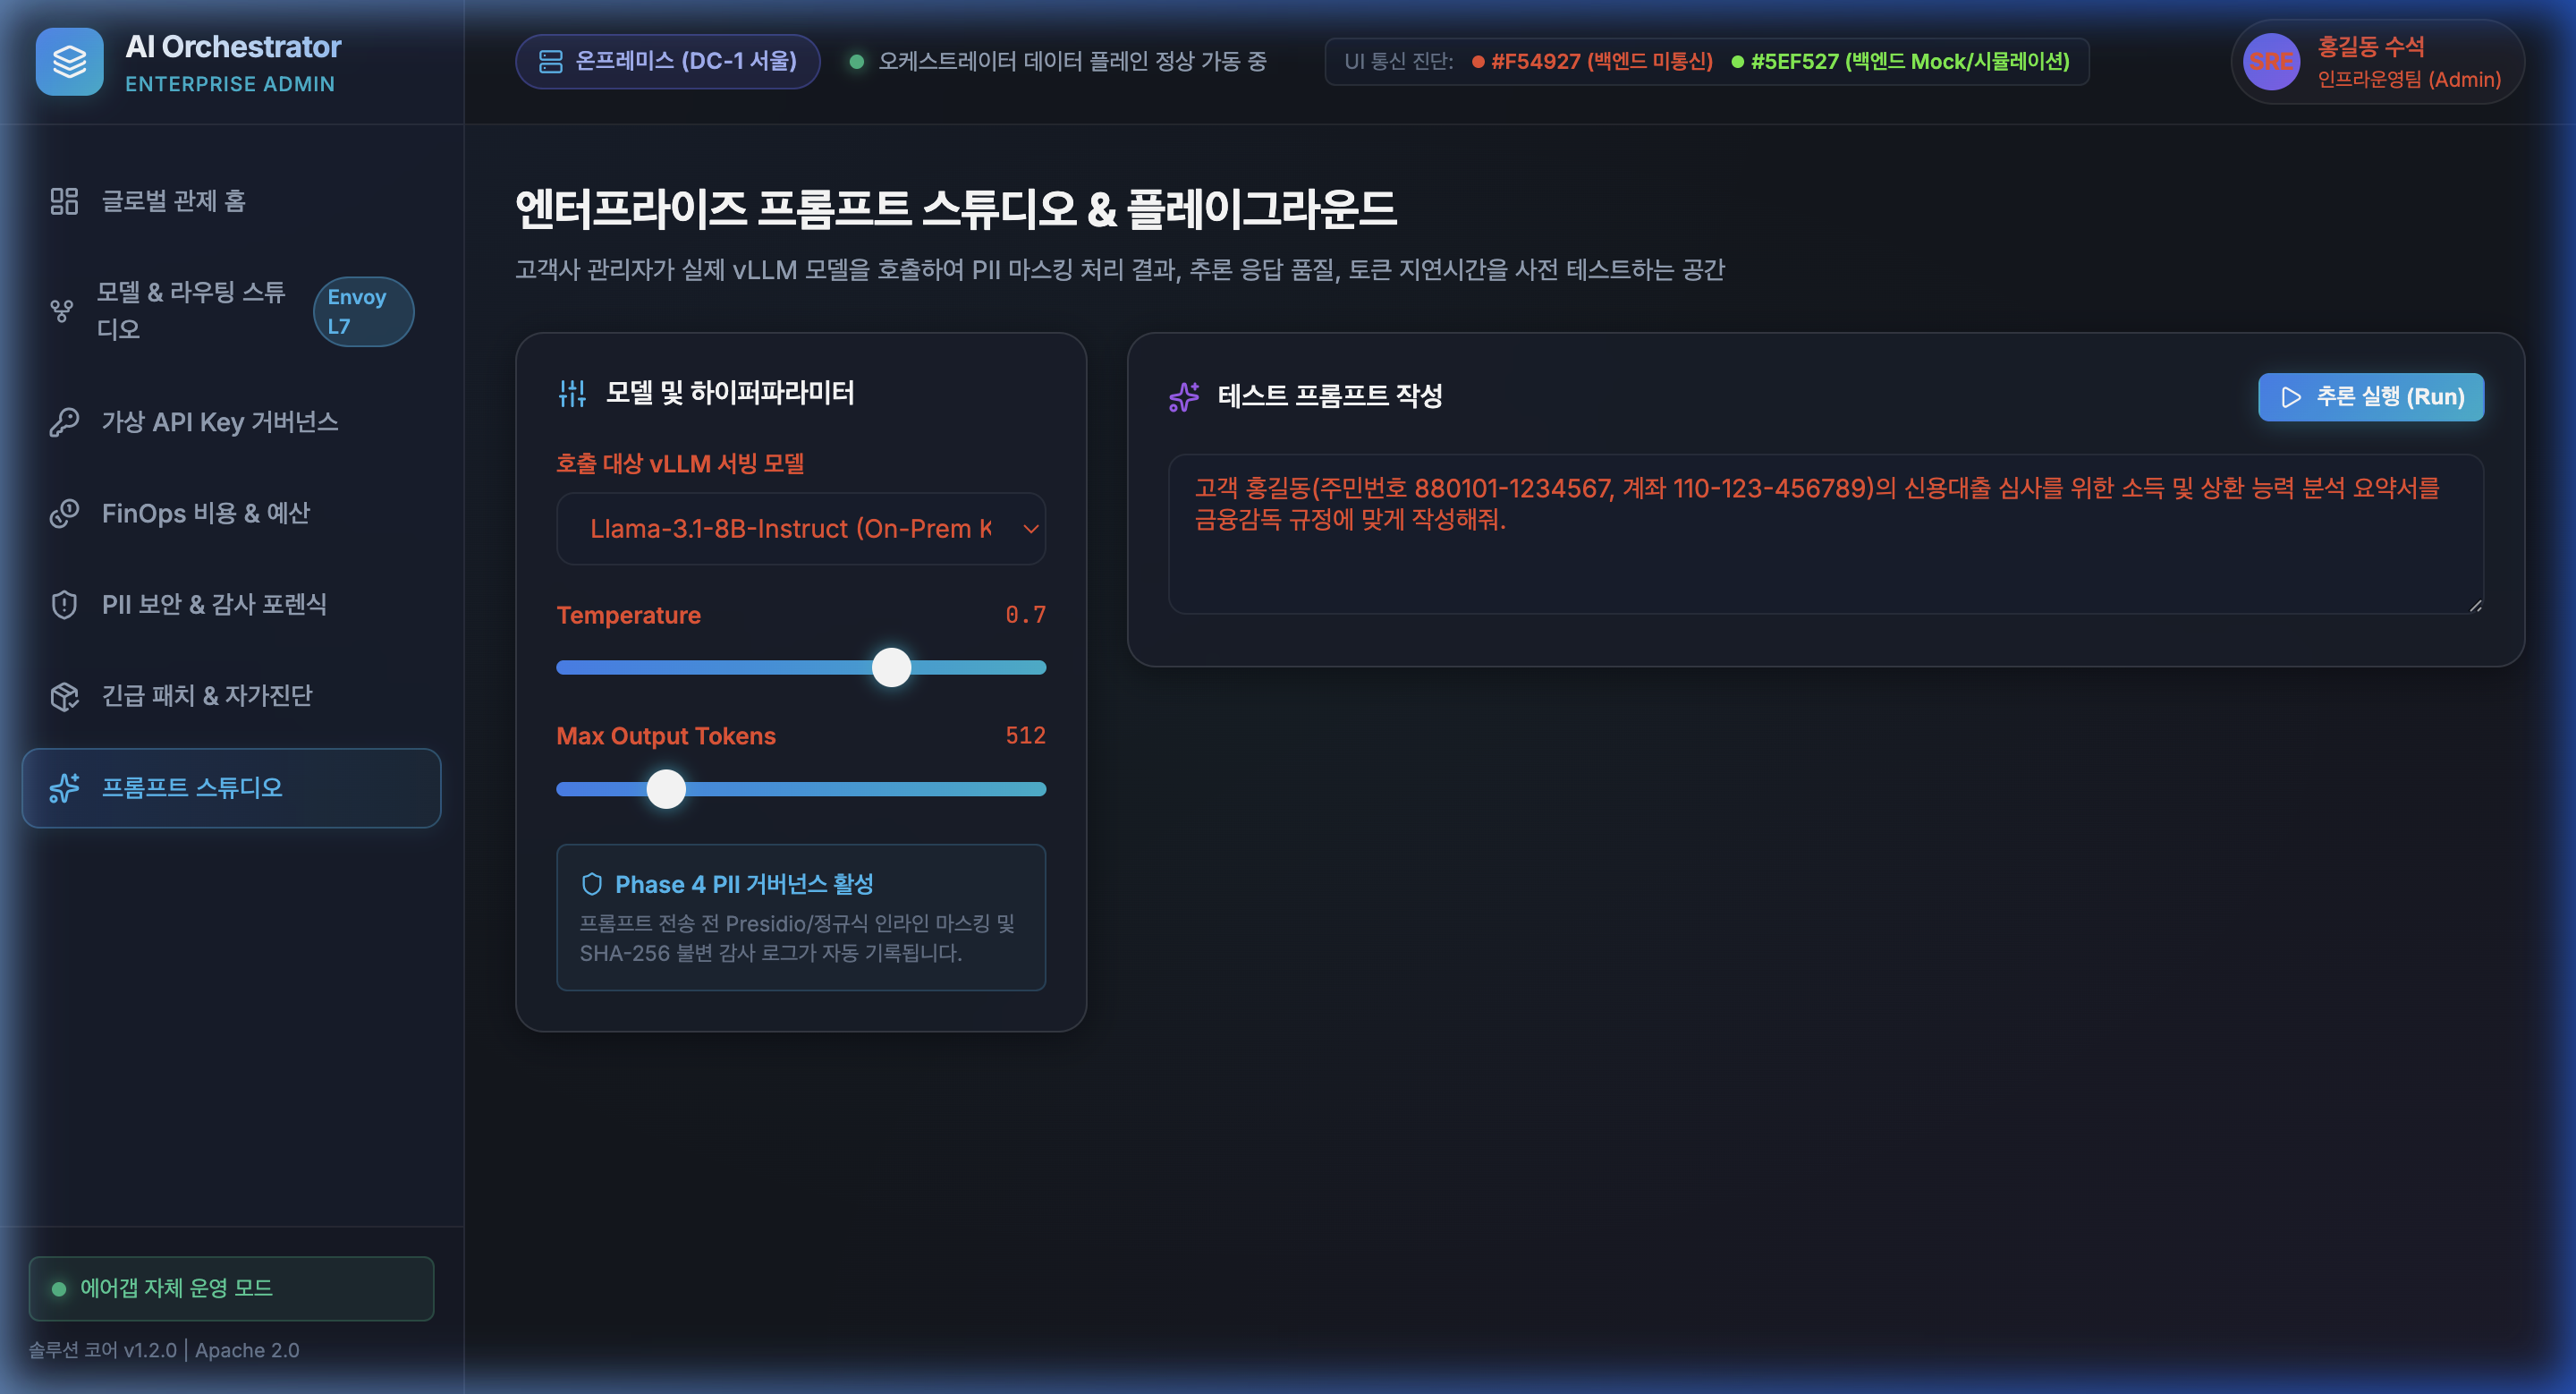 AI Orchestrator
ENTERPRISE ADMIN
온프레미스 (DC-1 서울)
오케스트레이터 데이터 플레인 정상 가동 중
UI 통신 진단: #F54927 (백엔드 미통신) #5EF527 (백엔드 Mock/시뮬레이션)
SRE
홍길동 수석
인프라운영팀 (Admin)
글로벌 관제 홈
모델 & 라우팅 스튜
디오
Envoy
L7
가상 API Key 거버넌스
FinOps 비용 & 예산
PII 보안 & 감사 포렌식
긴급 패치 & 자가진단
프롬프트 스튜디오
에어갭 자체 운영 모드
솔루션 코어 v1.2.0 | Apache 2.0
엔터프라이즈 프롬프트 스튜디오 & 플레이그라운드
고객사 관리자가 실제 vLLM 모델을 호출하여 PII 마스킹 처리 결과, 추론 응답 품질, 토큰 지연시간을 사전 테스트하는 공간
모델 및 하이퍼파라미터
호출 대상 vLLM 서빙 모델
Llama-3.1-8B-Instruct (On-Prem K
Temperature 0.7
Max Output Tokens 512
Phase 4 PII 거버넌스 활성
프롬프트 전송 전 Presidio/정규식 인라인 마스킹 및
SHA-256 불변 감사 로그가 자동 기록됩니다.
테스트 프롬프트 작성
추론 실행 (Run)
고객 홍길동(주민번호 880101-1234567, 계좌 110-123-456789)의 신용대출 심사를 위한 소득 및 상환 능력 분석 요약서를
금융감독 규정에 맞게 작성해줘.